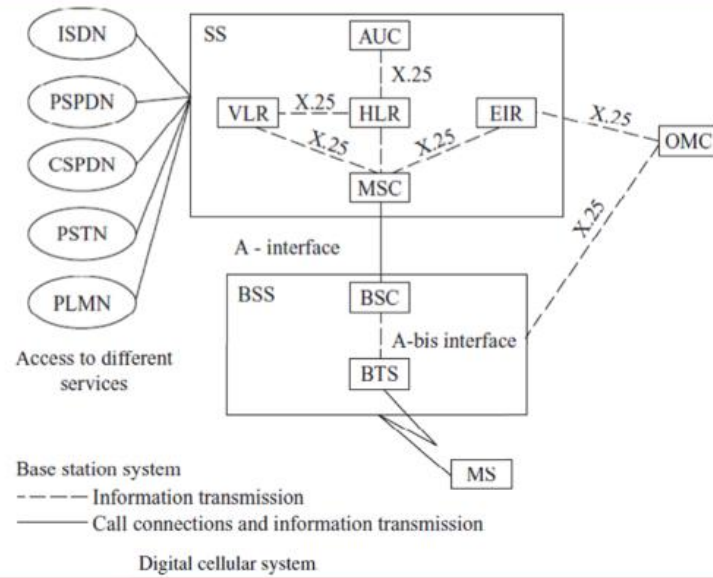 ISDN
PSPDN
CSPDN
PSTN
PLMN
Access to different
services
SS
AUC
X.25
VLR
X.25
HLR
EIR
X.25
X.25
MSC
X.25
OMC
X.25
A - interface
BSS
BSC
A-bis interface
BTS
MS
Base station system
Information transmission
Call connections and information transmission
Digital cellular system